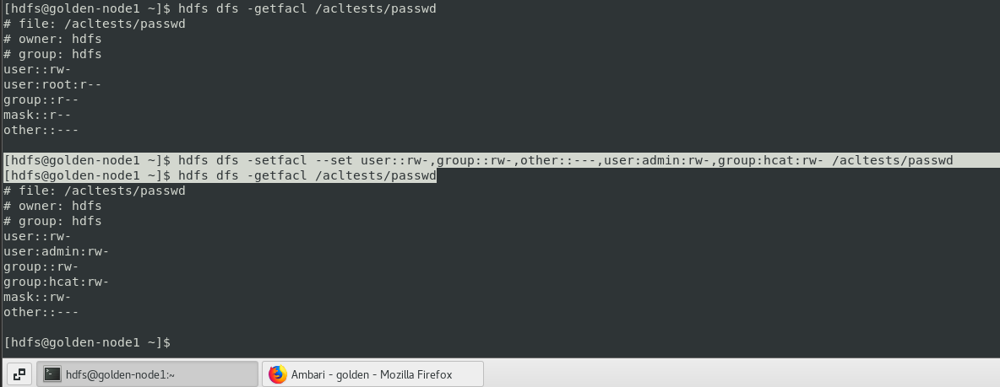 [hdfs@golden-node1 ~]$ hdfs dfs -getfacl /acltests/passwd
# file: /acltests/passwd
# owner: hdfs
# group: hdfs
user::rw-
user:root:r--
group::r--
mask::r--
other::---
[hdfs@golden-node1 ~]$ hdfs dfs -setfacl --set user::rw-,group::rw-,other::---,user:admin:rw-,group:hcat:rw- /acltests/passwd
[hdfs@golden-node1 ~]$ hdfs dfs -getfacl /acltests/passwd
# file: /acltests/passwd
# owner: hdfs
# group: hdfs
user::rw-
user:admin:rw-
group::rw-
group:hcat:rw-
mask::rw-
other::---
[hdfs@golden-node1 ~]$
hdfs@golden-node1:~
Ambari - golden - Mozilla Firefox